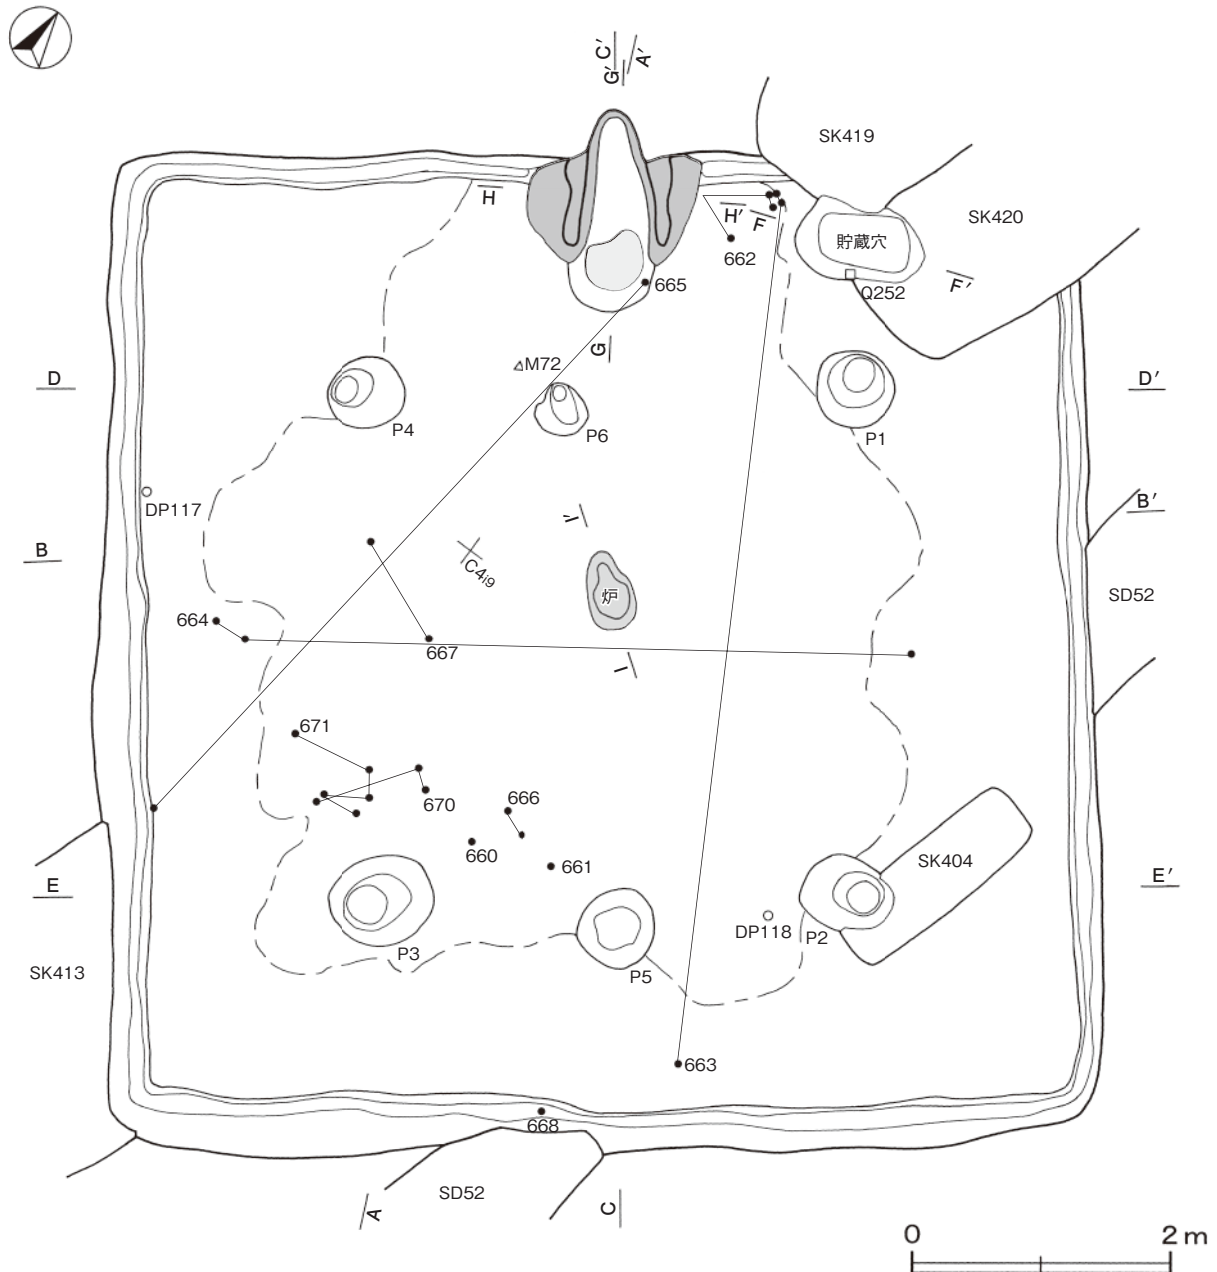 C′
G′
A′
SK419
H
H′
F
SK420
貯蔵穴
662
665
Q252
F′
G
M72
D
D′
P4
P6
P1
DP117
B′
I′
B
C4i9
炉
SD52
664
667
I
671
670
666
660
661
SK404
E
E′
DP118
P2
P3
P5
SK413
663
668
SD52
A
C
0
2 m